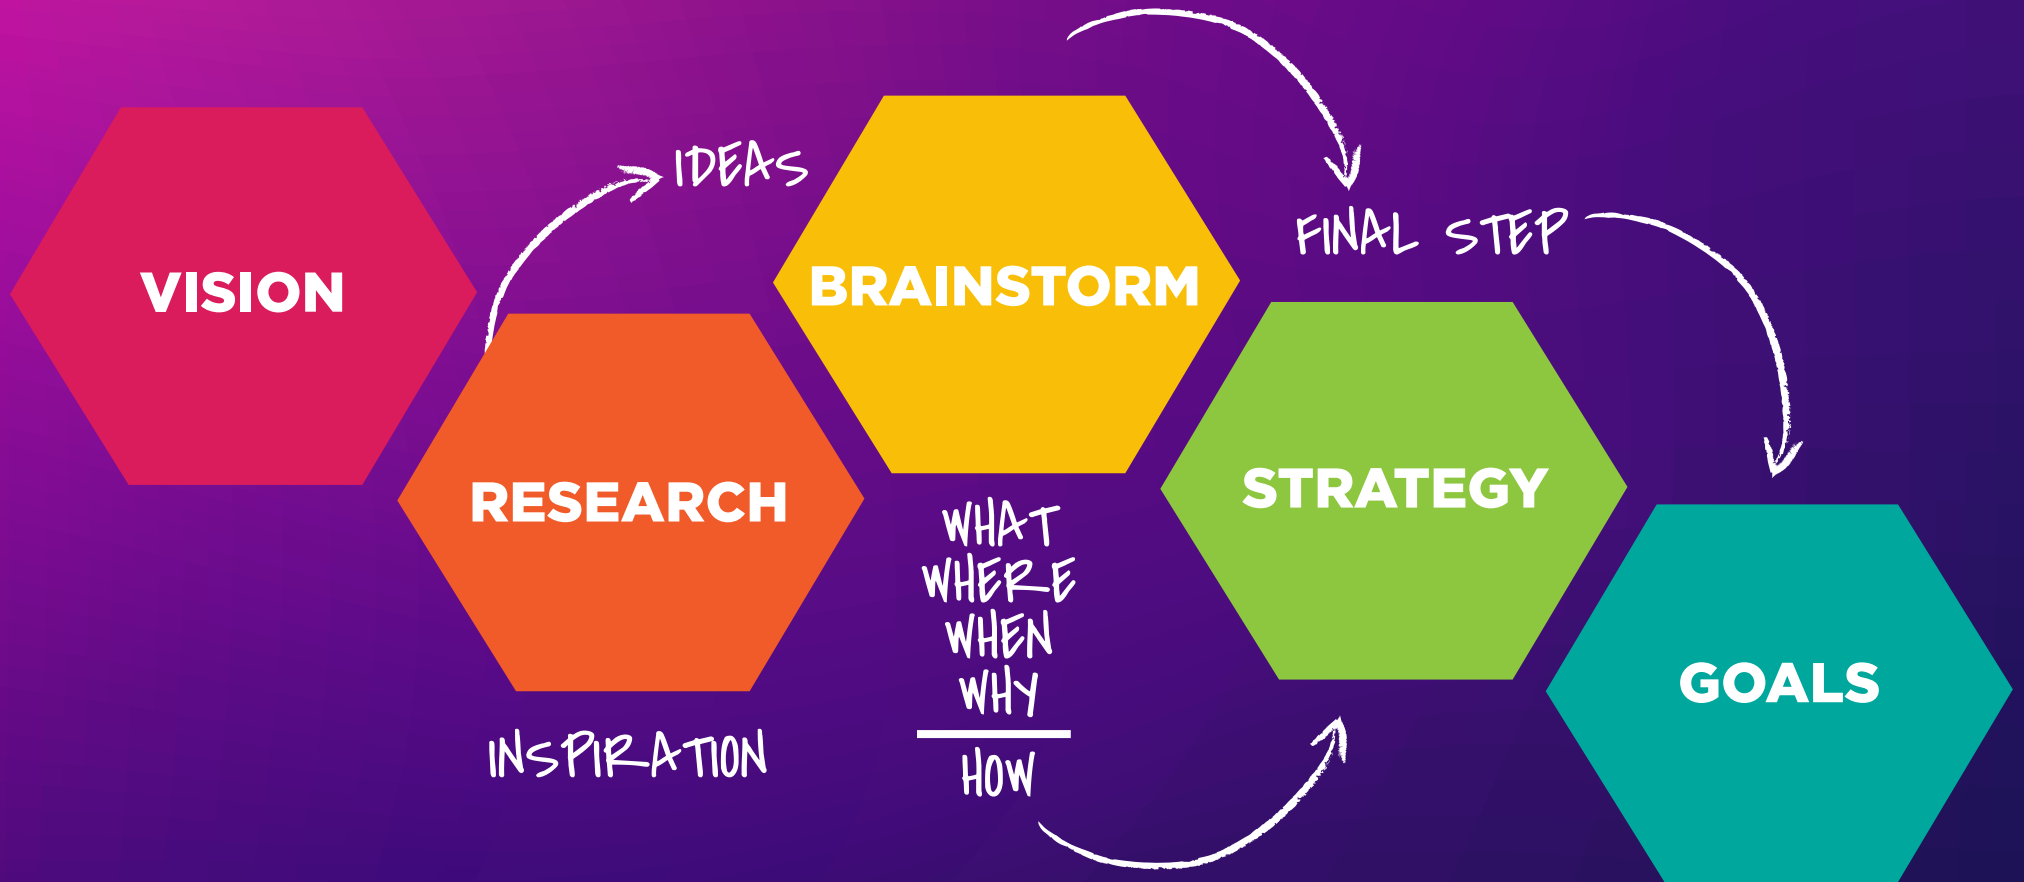 VISION
RESEARCH
INSPIRATION
IDEAS
BRAINSTORM
WHAT
WHERE
WHEN
WHY
HOW
FINAL STEP
STRATEGY
GOALS